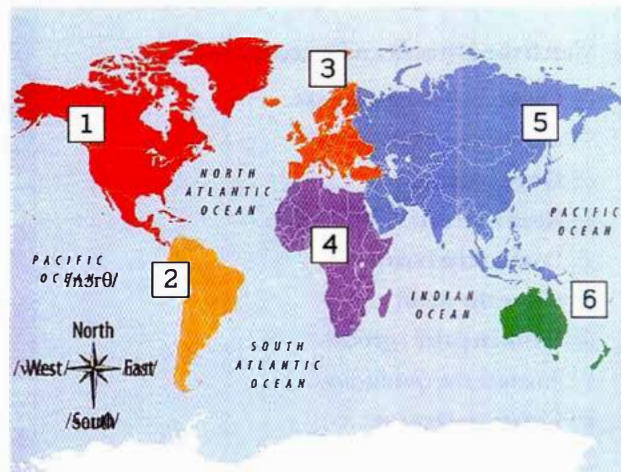 3
1
5
NORTH
ATLANTIC
OCEAN
PACIFIC
OCEAN
4
PACIFIC
OCEAN
/nɜrθ/
2
6
INDIAN
OCEAN
North
West
East
South
SOUTH
ATLANTIC
OCEAN